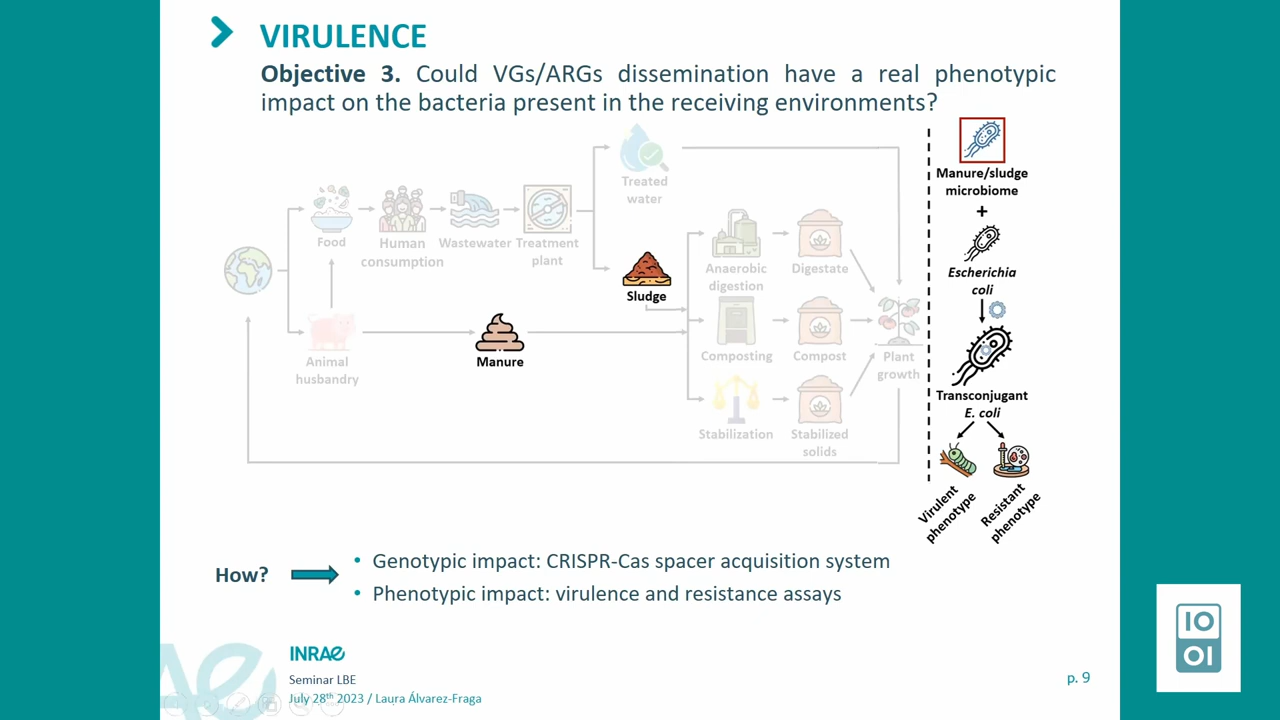 VIRULENCE
Objective 3. Could VGs/ARGs dissemination have a real phenotypic
impact on the bacteria present in the receiving environments?
Treated
water
Food
Human
consumption
Wastewater
Treatment
plant
Sludge
Anaerobic
digestion
Digestate
Animal
husbandry
Manure
Composting
Compost
Plant
growth
Stabilization
Stabilized
solids
Manure/sludge
microbiome
+
Escherichia
coli
Transconjugant
E. coli
Virulent
phenotype
Resistant
phenotype
How?
• Genotypic impact: CRISPR-Cas spacer acquisition system
• Phenotypic impact: virulence and resistance assays
INRAE
Seminar LBE
July 28th 2023 / Laura Álvarez-Fraga
p. 9
IO
OI